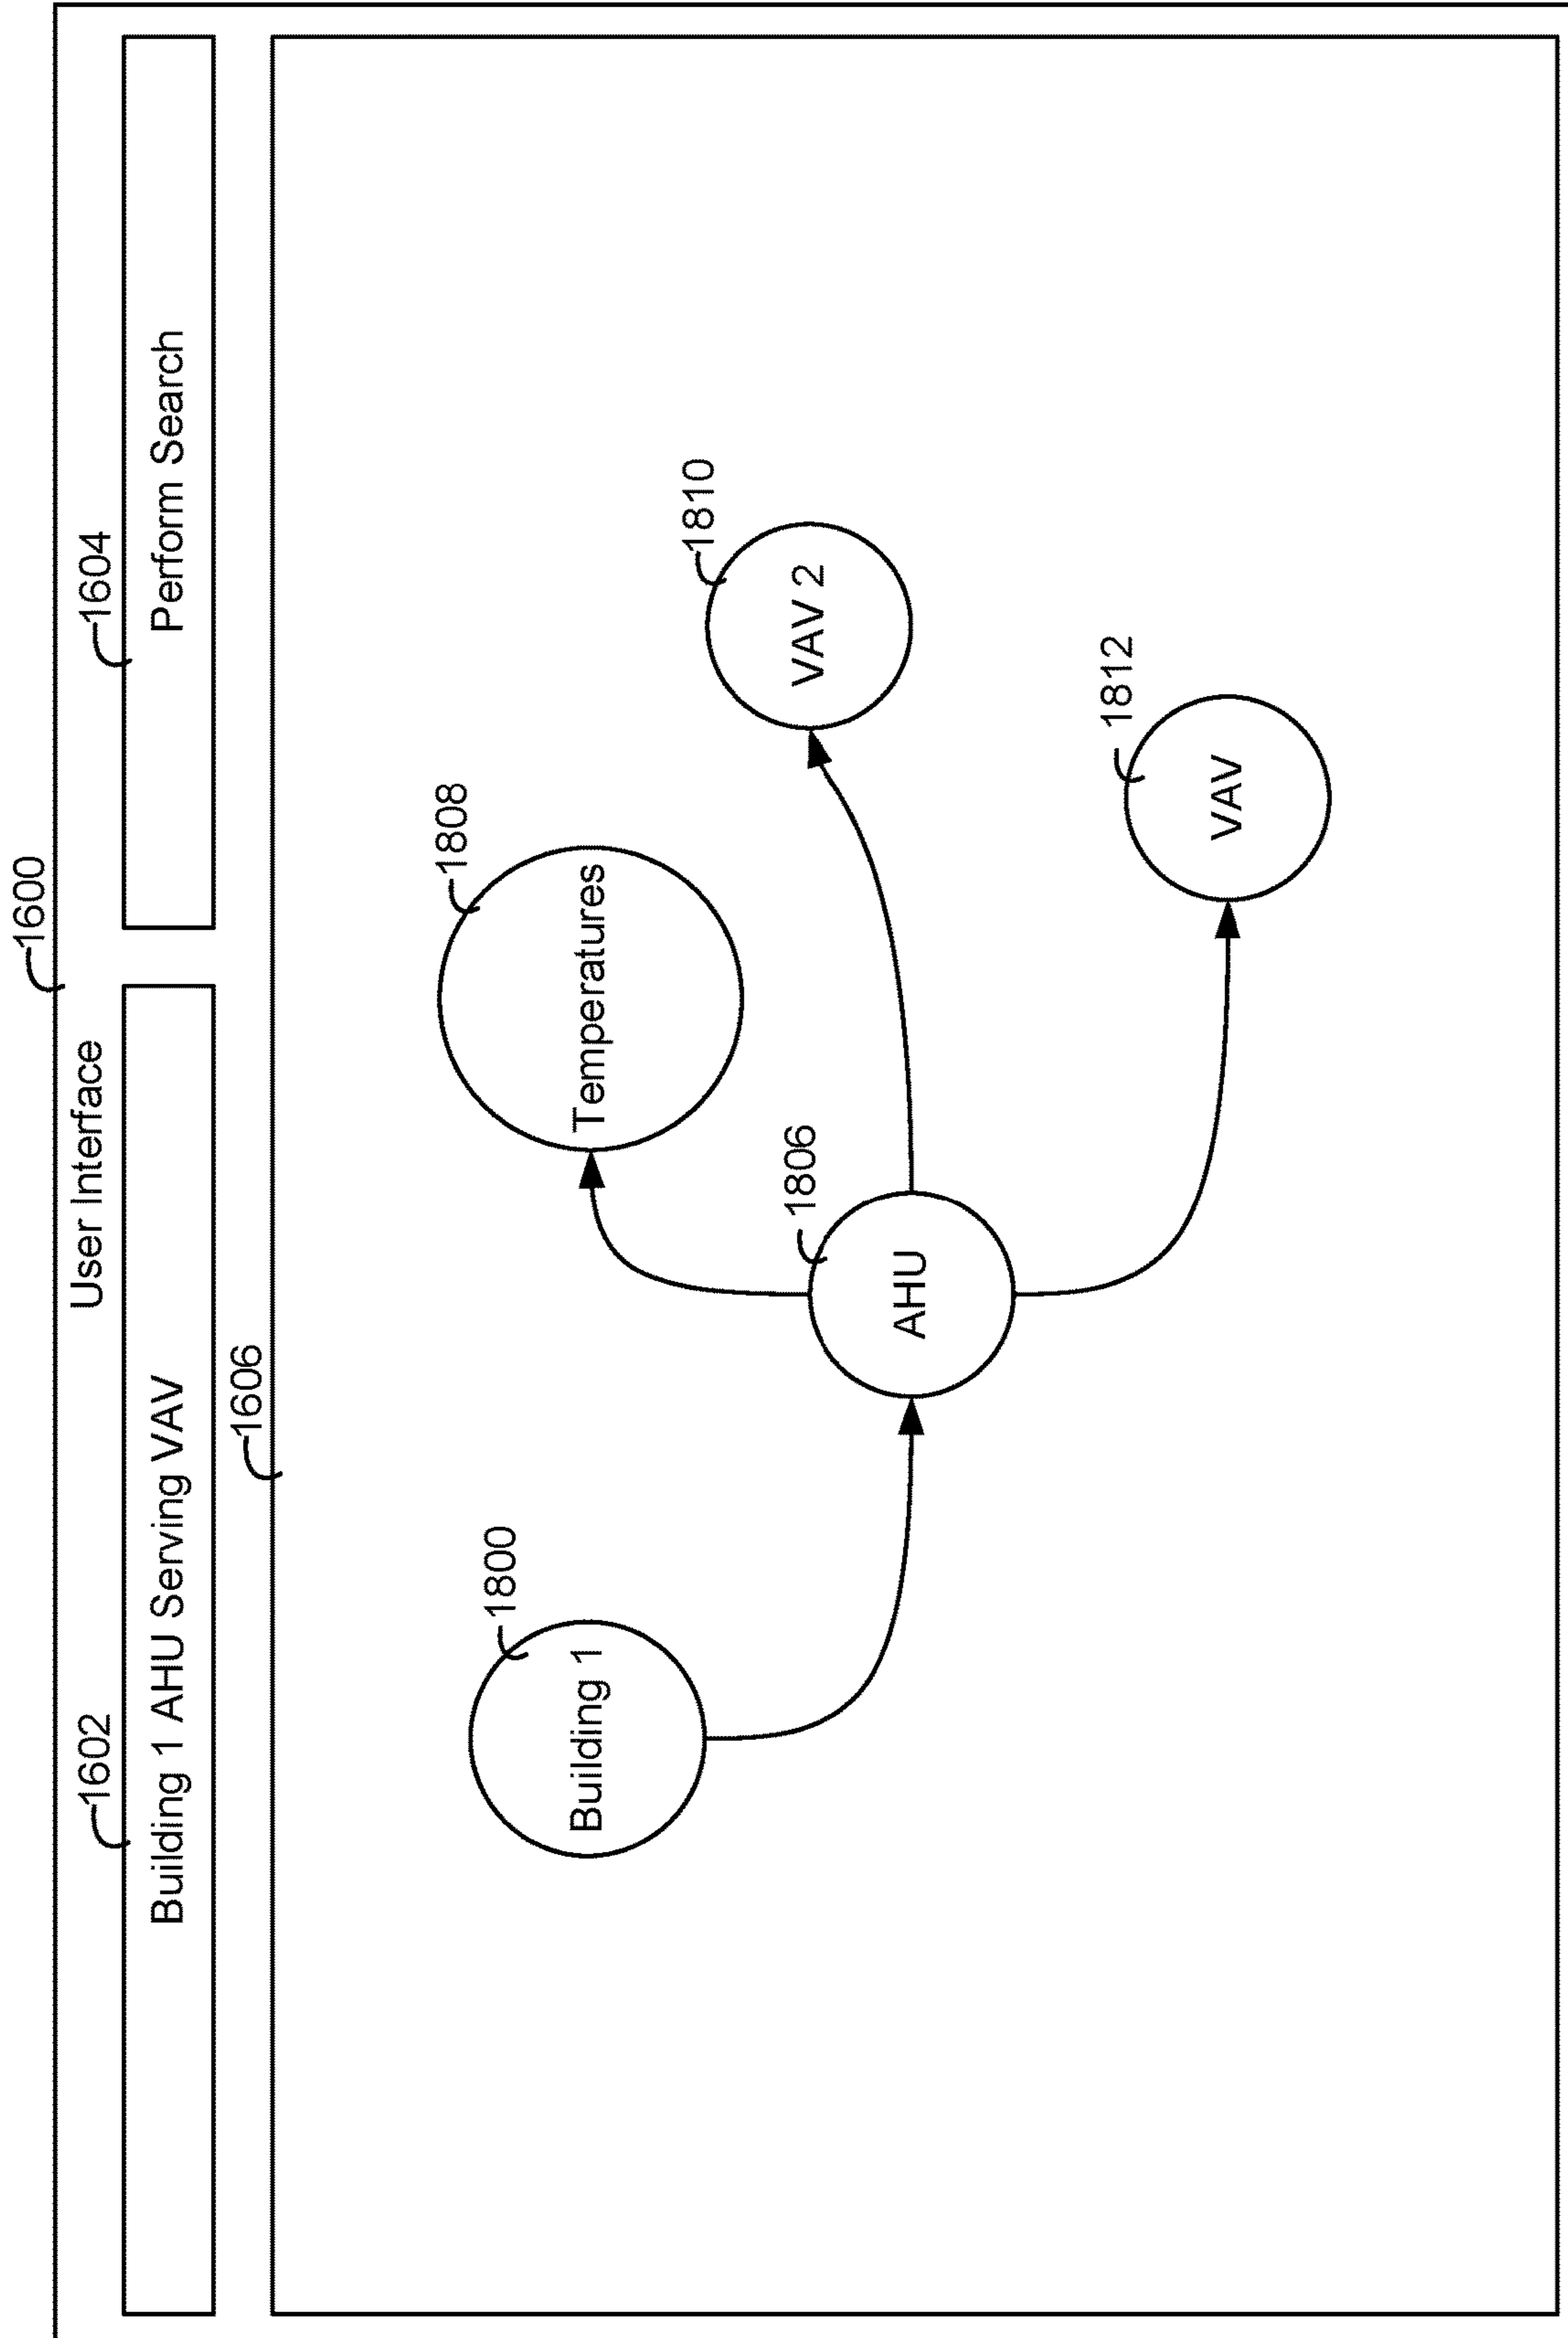 1600
User Interface
1602
1604
Building 1 AHU Serving VAV
Perform Search
1606
1800
Building 1
1808
Temperatures
1806
AHU
1810
VAV 2
1812
VAV